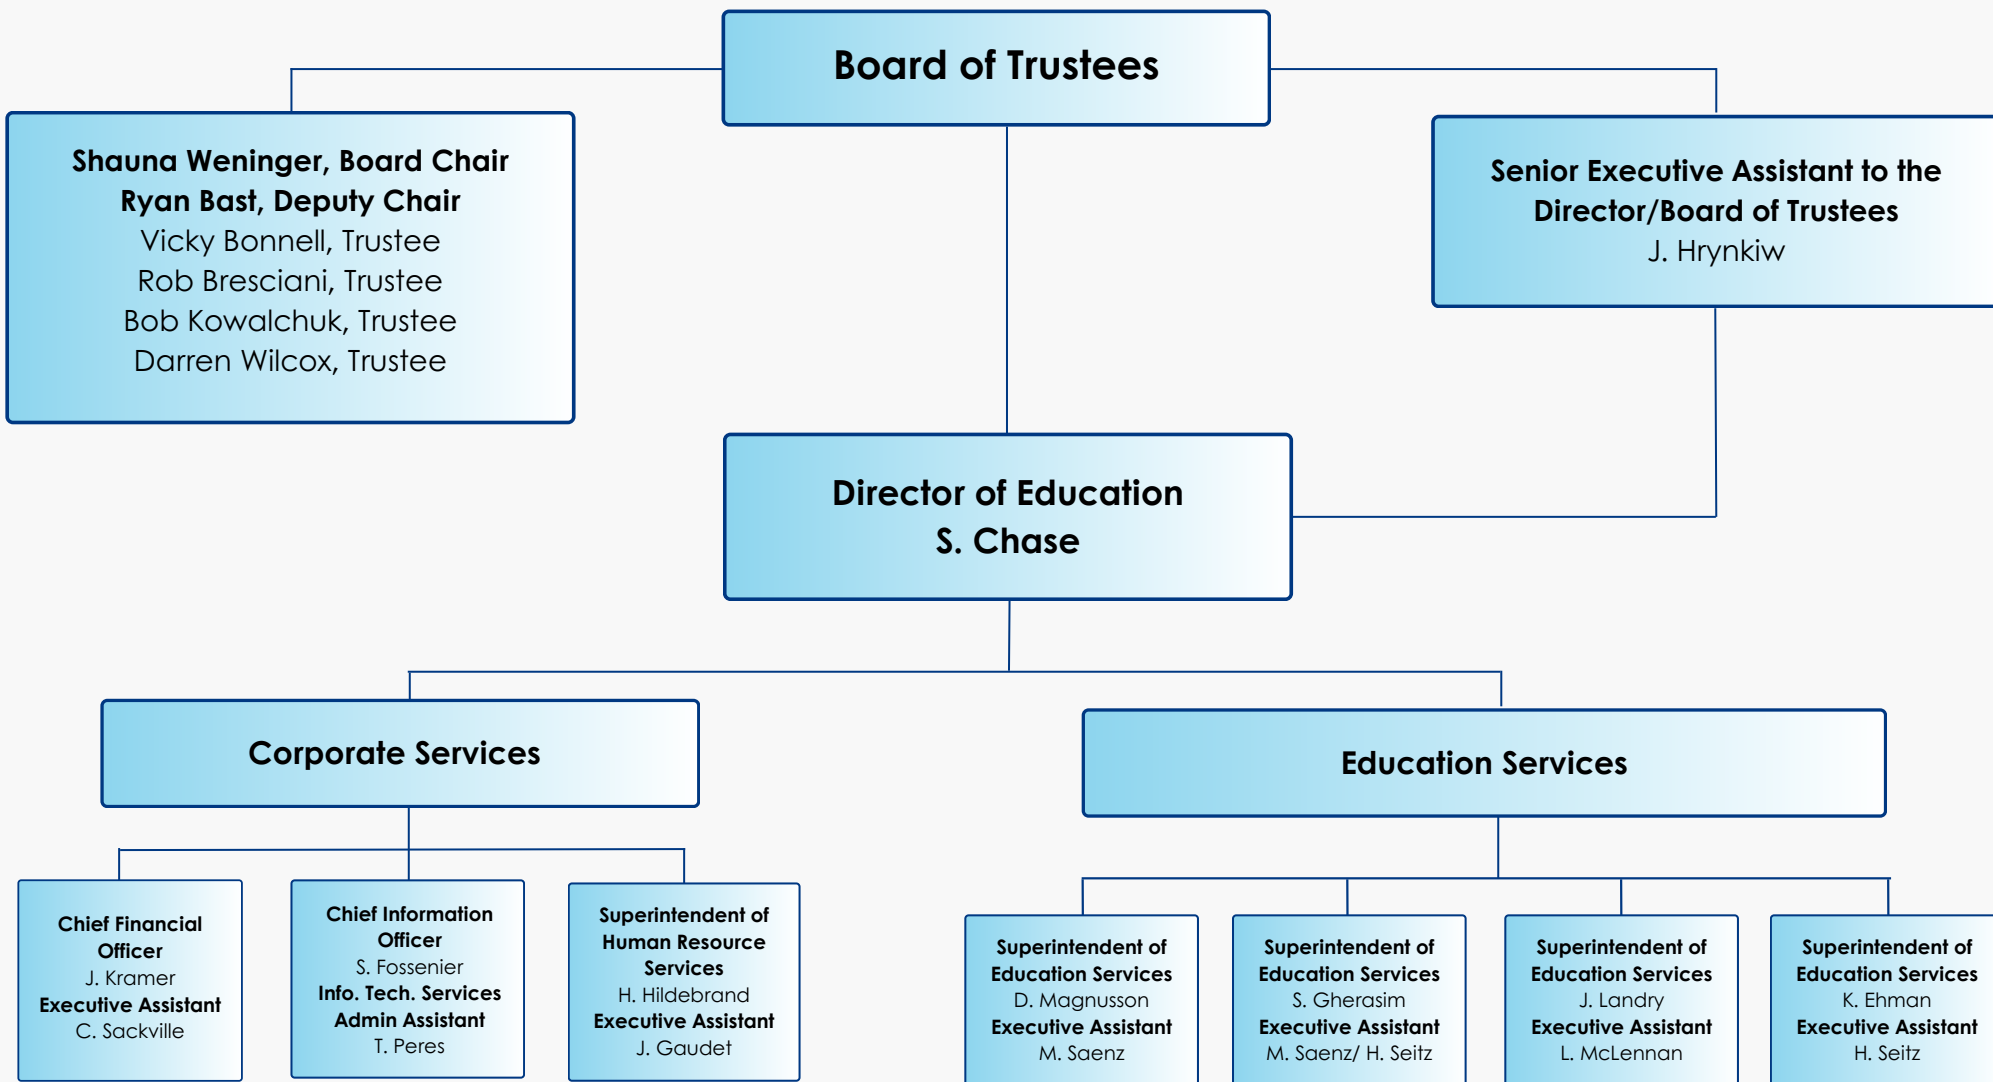 Board of Trustees
Shauna Weninger, Board Chair
Ryan Bast, Deputy Chair
Vicky Bonnell, Trustee
Rob Bresciani, Trustee
Bob Kowalchuk, Trustee
Darren Wilcox, Trustee
Senior Executive Assistant to the
Director/Board of Trustees
J. Hrynkiw
Director of Education
S. Chase
Corporate Services
Education Services
Chief Financial
Officer
J. Kramer
Executive Assistant
C. Sackville
Chief Information
Officer
S. Fossenier
Info. Tech. Services
Admin Assistant
T. Peres
Superintendent of
Human Resource
Services
H. Hildebrand
Executive Assistant
J. Gaudet
Superintendent of
Education Services
D. Magnusson
Executive Assistant
M. Saenz
Superintendent of
Education Services
S. Gherasim
Executive Assistant
M. Saenz/ H. Seitz
Superintendent of
Education Services
J. Landry
Executive Assistant
L. McLennan
Superintendent of
Education Services
K. Ehman
Executive Assistant
H. Seitz